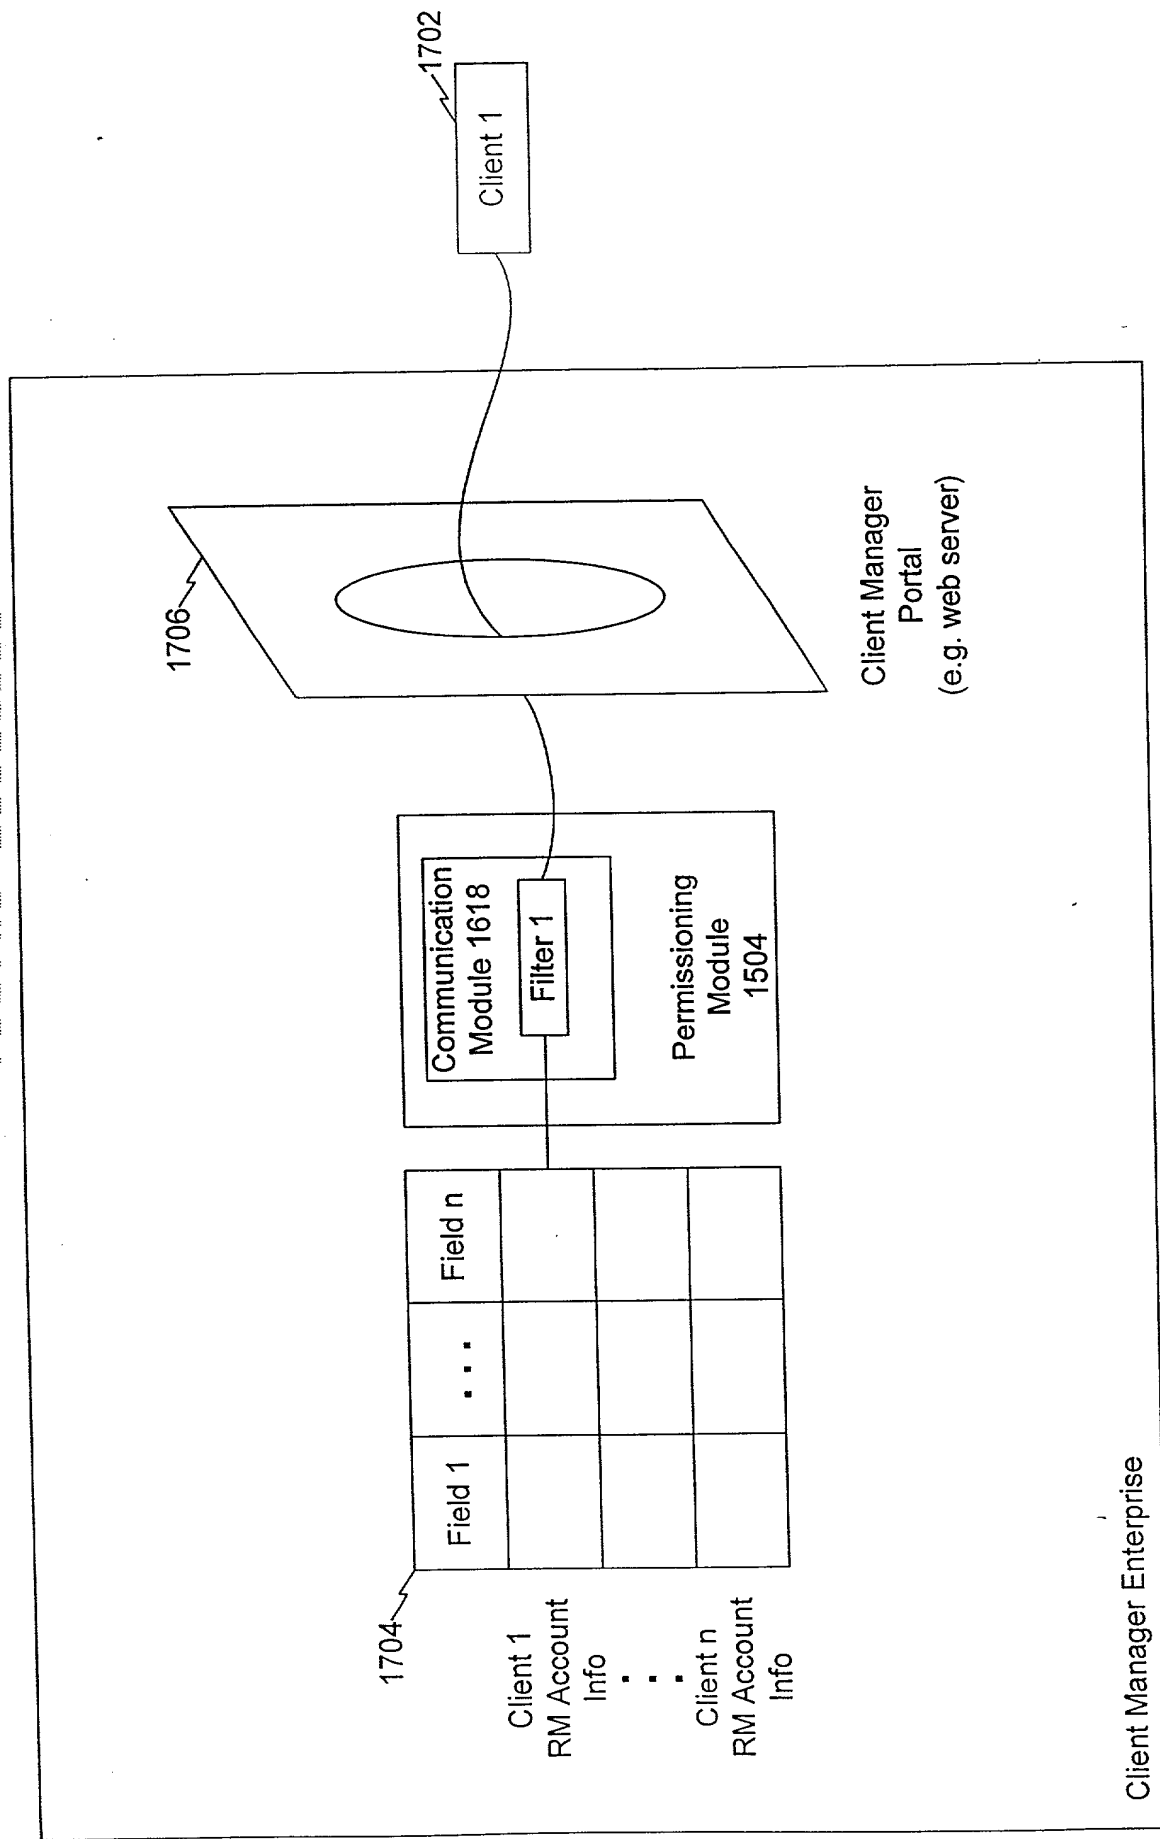 1704
Field 1
. . .
Field n
Client 1
RM Account
Info
. . .
Client n
RM Account
Info
Communication
Module 1618
Filter 1
Permissioning
Module
1504
1706
Client Manager
Portal
(e.g. web server)
1702
Client 1
Client Manager Enterprise